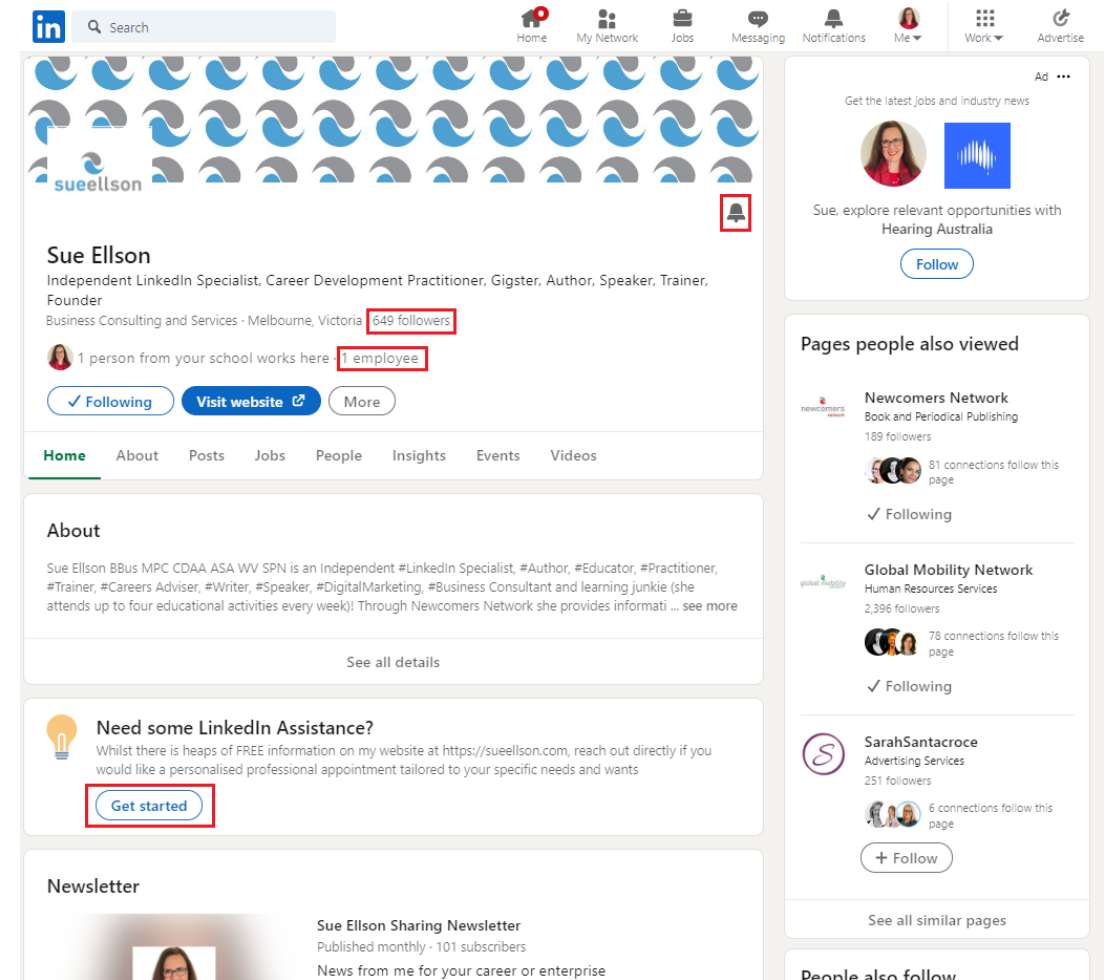 in
Search
Home
My Network
Jobs
Messaging
Notifications
Me
Work
Advertise
sueellson
Sue Ellson
Independent LinkedIn Specialist, Career Development Practitioner, Gigster, Author, Speaker, Trainer,
Founder
Business Consulting and Services · Melbourne, Victoria 649 followers
1 person from your school works here · 1 employee
Following
Visit website
More
Home
About
Posts
Jobs
People
Insights
Events
Videos
About
Sue Ellson BBus MPC CDAA ASA WV SPN is an Independent #LinkedIn Specialist, #Author, #Educator, #Practitioner,
#Trainer, #Careers Adviser, #Writer, #Speaker, #DigitalMarketing, #Business Consultant and learning junkie (she
attends up to four educational activities every week)! Through Newcomers Network she provides informati ... see more
See all details
Need some LinkedIn Assistance?
Whilst there is heaps of FREE information on my website at https://sueellson.com, reach out directly if you
would like a personalised professional appointment tailored to your specific needs and wants
Get started
Newsletter
Sue Ellson Sharing Newsletter
Published monthly · 101 subscribers
News from me for your career or enterprise
Ad
Get the latest jobs and industry news
Sue, explore relevant opportunities with
Hearing Australia
Follow
Pages people also viewed
newcomers
network
Newcomers Network
Book and Periodical Publishing
189 followers
81 connections follow this
page
Following
global mobility
Global Mobility Network
Human Resources Services
2,396 followers
78 connections follow this
page
Following
S
SarahSantacroce
Advertising Services
251 followers
6 connections follow this
page
+ Follow
See all similar pages
People also follow